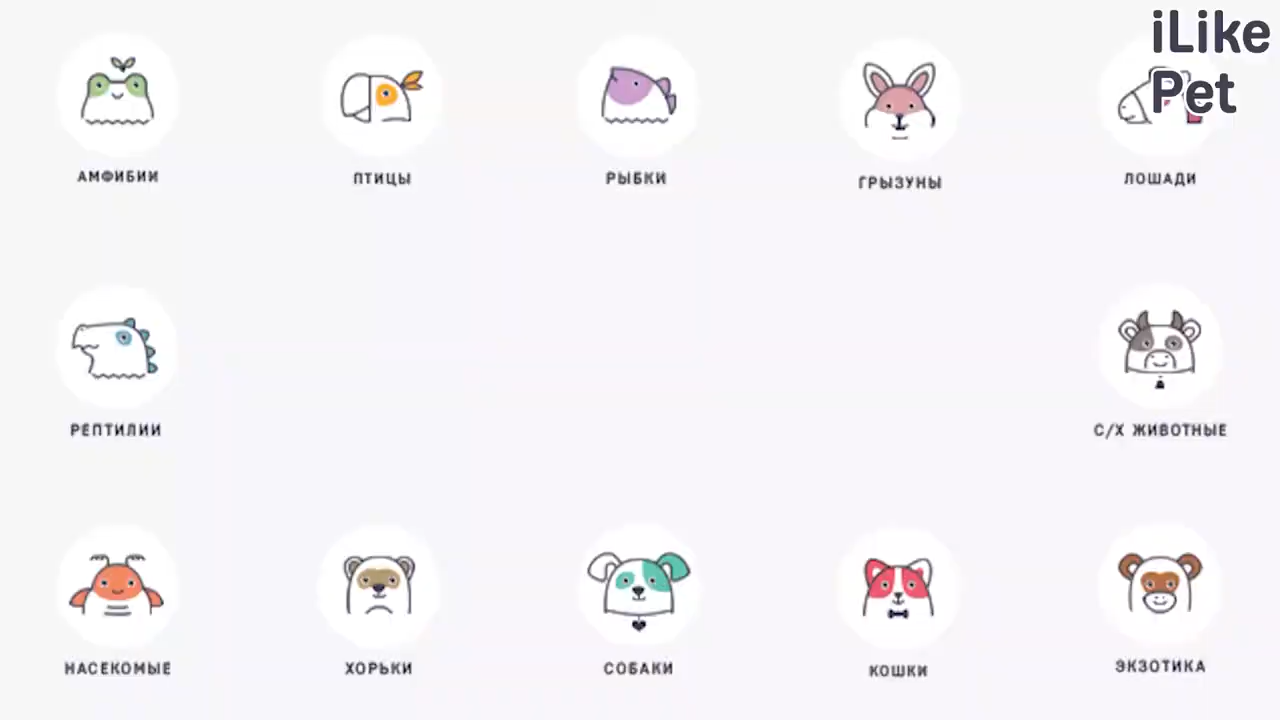 iLike
Pet
АМФИБИИ
ПТИЦЫ
РЫБКИ
ГРЫЗУНЫ
ЛОШАДИ
РЕПТИЛИИ
С/Х ЖИВОТНЫЕ
НАСЕКОМЫЕ
ХОРЬКИ
СОБАКИ
КОШКИ
ЭКЗОТИКА